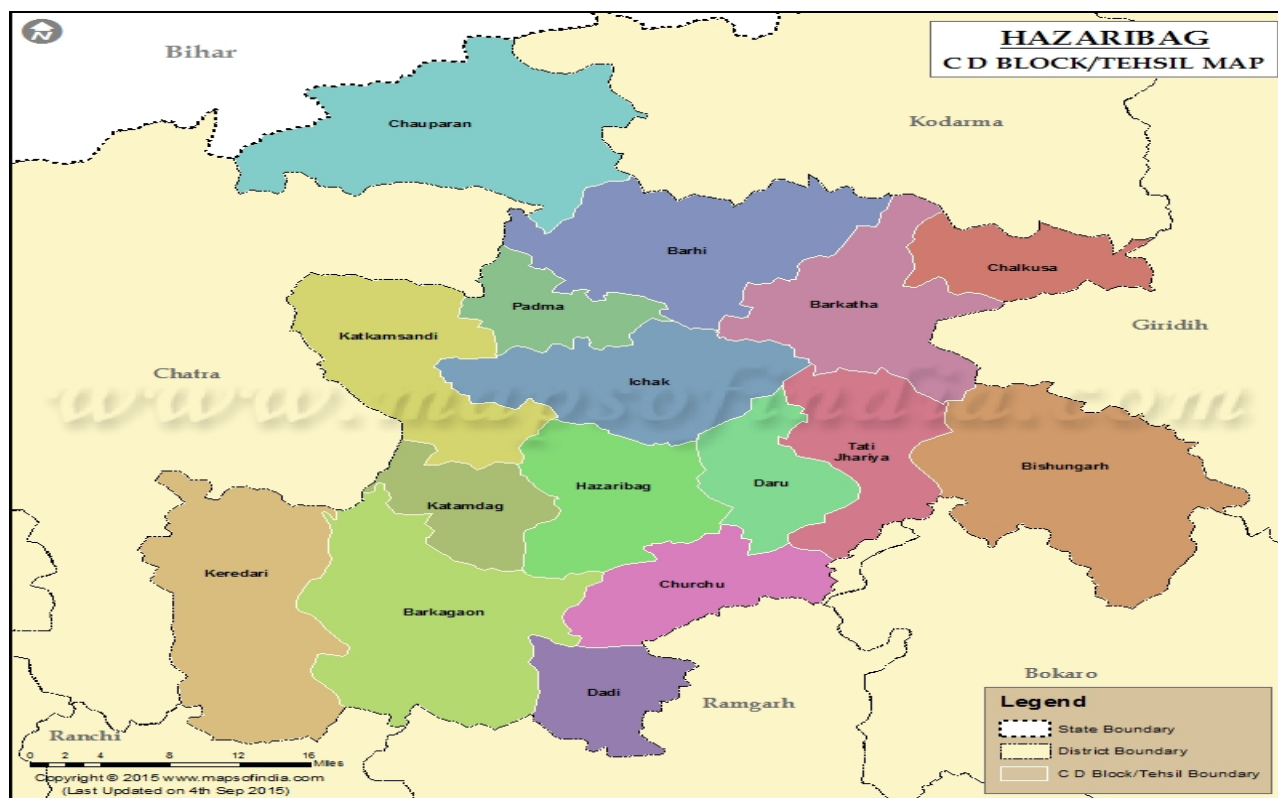 HAZARIBAG
C D BLOCK/TEHSIL MAP
N
Bihar
Chauparan
Kodarma
Barhi
Chalkusa
Padma
Barkatha
Giridih
Katkamsandi
Chatra
Ichak
www.mapsofindia.com
Tati
Jhariya
Bishungarh
Hazaribag
Daru
Katamdag
Keredari
Churchu
Barkagaon
Bokaro
Dadi
Ramgarh
Ranchi
Legend
State Boundary
District Boundary
C D Block/Tehsil Boundary
0 2 4 8 12 16
Miles
Copyright © 2015 www.mapsofindia.com
(Last Updated on 4th Sep 2015)